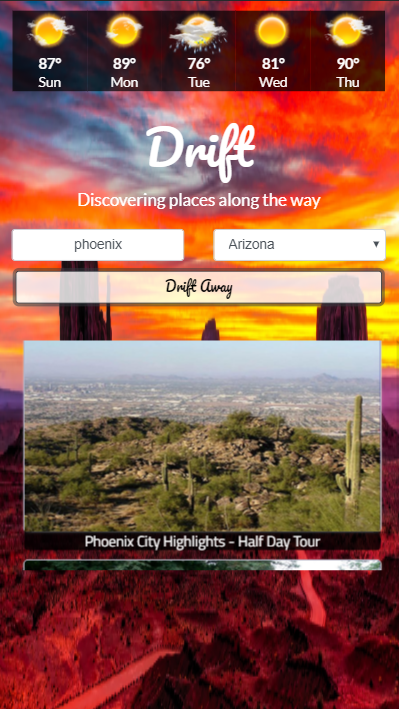 87° 89° 76° 81° 90°
Sun Mon Tue Wed Thu
Drift
Discovering places along the way
phoenix Arizona
Drift Away
Phoenix City Highlights - Half Day Tour